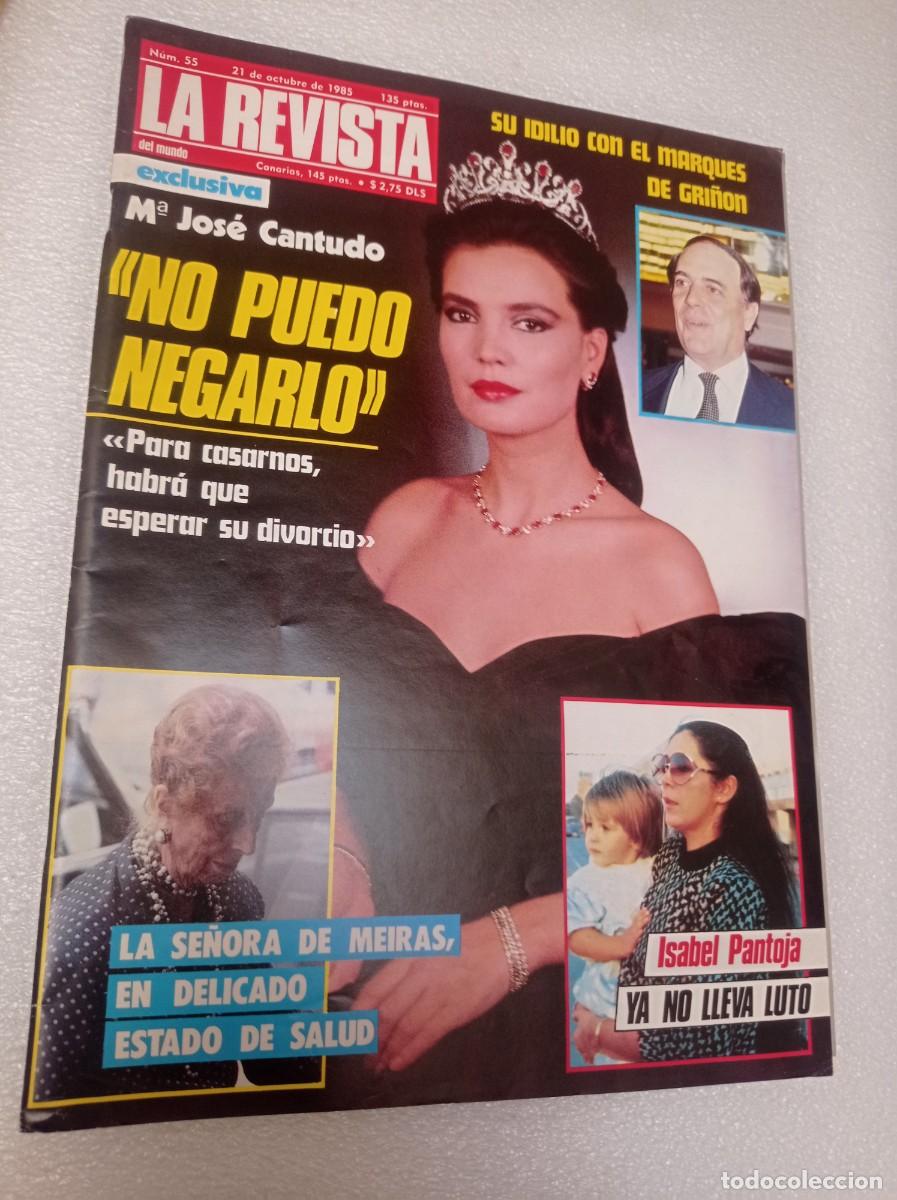 Núm. 55 21 de octubre de 1985 135 ptas.
LA REVISTA
del mundo
Canarias, 145 ptas. • $ 2,75 DLS
exclusiva
Mª José Cantudo
«NO PUEDO
NEGARLO»
«Para casarnos,
habrá que
esperar su divorcio»
SU IDILIO CON EL MARQUES
DE GRIÑON
LA SEÑORA DE MEIRAS,
EN DELICADO
ESTADO DE SALUD
Isabel Pantoja
YA NO LLEVA LUTO
todocoleccion